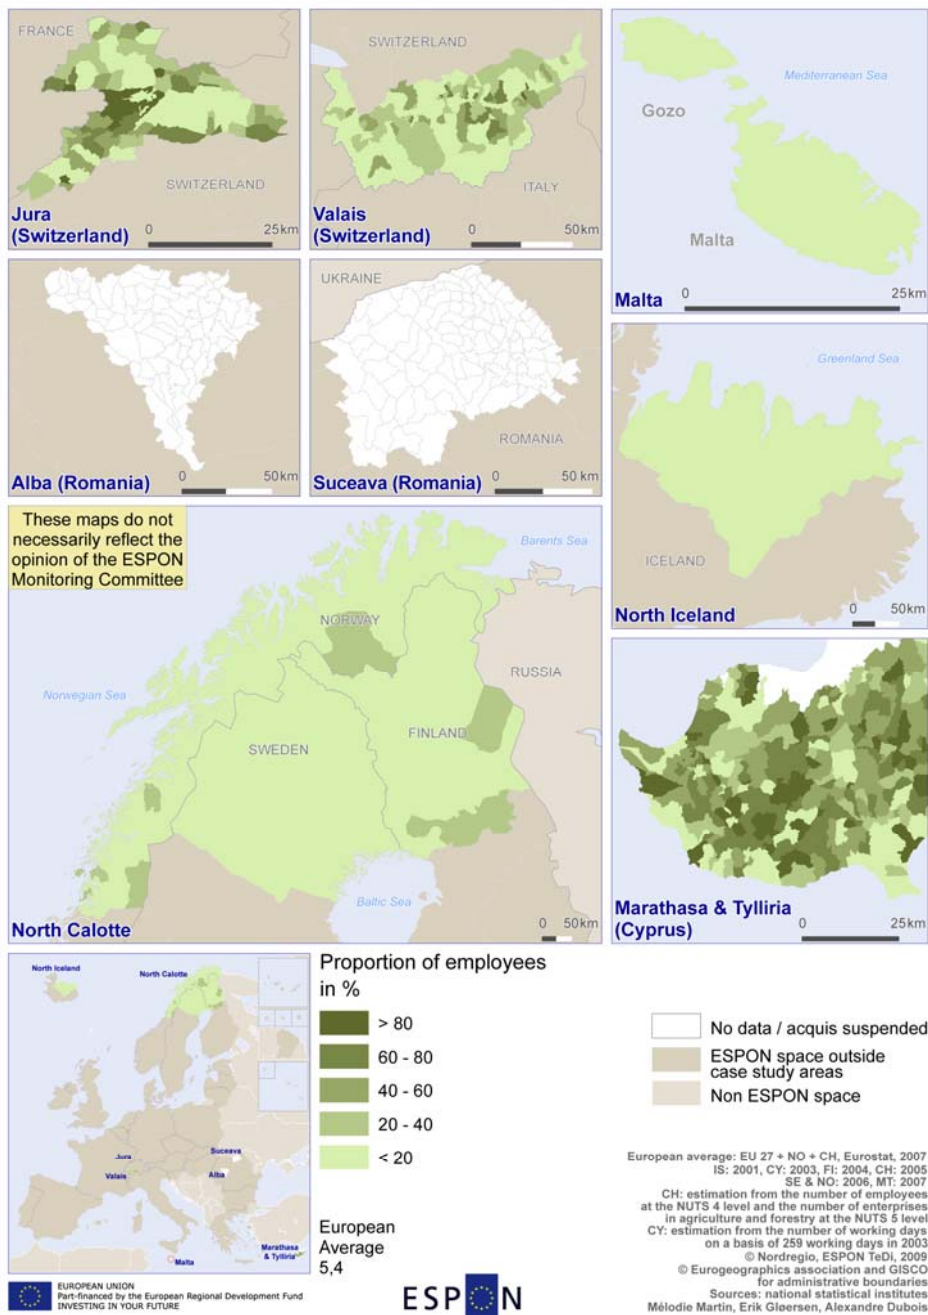 FRANCE
SWITZERLAND
Jura
(Switzerland)
0
25km
SWITZERLAND
ITALY
Valais
(Switzerland)
0
50km
Mediterranean Sea
Gozo
Malta
Malta
0
25km
Alba (Romania)
0
50km
UKRAINE
ROMANIA
Suceava (Romania)
0
50km
Greenland Sea
ICELAND
North Iceland
0
50km
These maps do not
necessarily reflect the
opinion of the ESPON
Monitoring Committee
Barents Sea
NORWAY
RUSSIA
Norwegian Sea
SWEDEN
FINLAND
Baltic Sea
North Calotte
0
50km
Marathasa & Tylliria
(Cyprus)
0
25km
North Iceland
North Calotte
Jura
Valais
Suceava
Alba
Malta
Marathasa
& Tylliria
Proportion of employees
in %
> 80
60 - 80
40 - 60
20 - 40
< 20
European
Average
5,4
No data / acquis suspended
ESPON space outside
case study areas
Non ESPON space
European average: EU 27 + NO + CH, Eurostat, 2007
IS: 2001, CY: 2003, FI: 2004, CH: 2005
SE & NO: 2006, MT: 2007
CH: estimation from the number of employees
at the NUTS 4 level and the number of enterprises
in agriculture and forestry at the NUTS 5 level
CY: estimation from the number of working days
on a basis of 259 working days in 2003
© Nordregio, ESPON TeDi, 2009
© Eurogeographics association and GISCO
for administrative boundaries
Sources: national statistical institutes
Mélodie Martin, Erik Gløersen, Alexandre Dubois
EUROPEAN UNION
Part-financed by the European Regional Development Fund
INVESTING IN YOUR FUTURE
ESPON